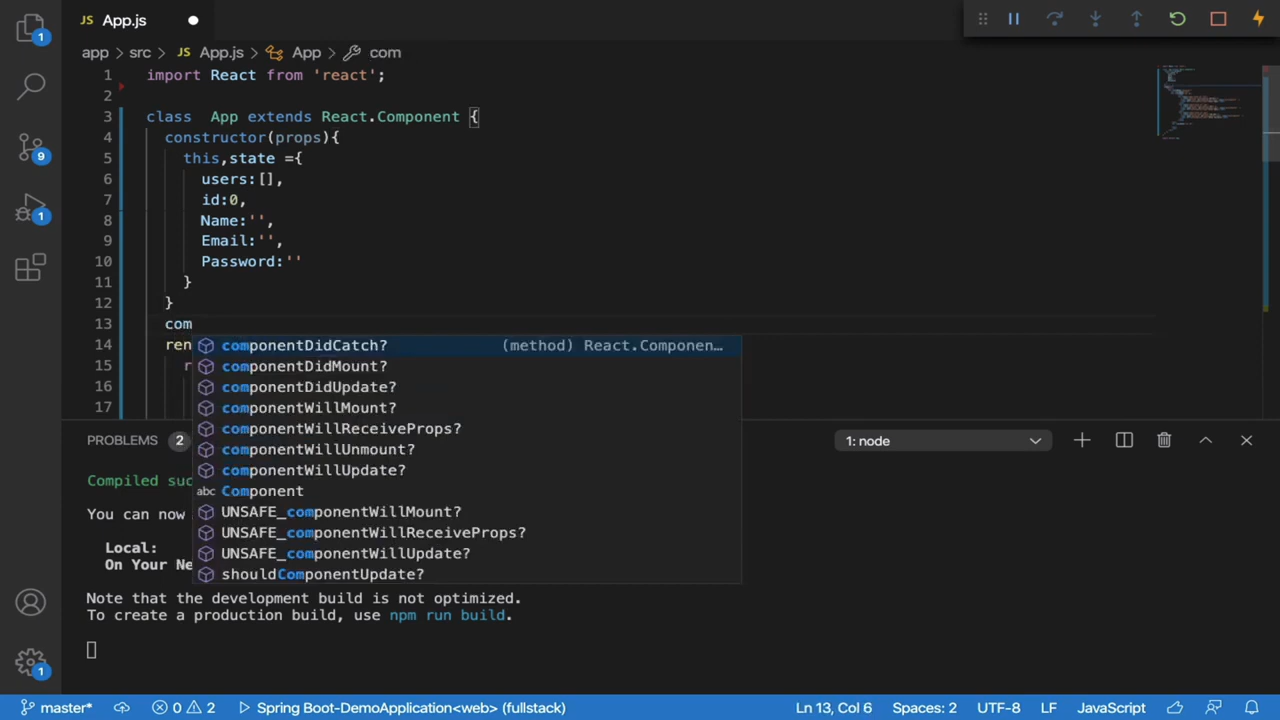 JS App.js
app > src > JS App.js > App > com
1 import React from 'react';
2
3 class App extends React.Component {
4 constructor(props){
5 this,state ={
6 users:[],
7 id:0,
8 Name:'',
9 Email:'',
10 Password:''
11 }
12 }
13 com
14 ren
15 r
16
17
componentDidCatch? (method) React.Componen…
componentDidMount?
componentDidUpdate?
componentWillMount?
componentWillReceiveProps?
componentWillUnmount?
componentWillUpdate?
abc Component
UNSAFE_componentWillMount?
UNSAFE_componentWillReceiveProps?
UNSAFE_componentWillUpdate?
shouldComponentUpdate?
1
9
1
1
PROBLEMS 2
1: node
Compiled suc
You can now
Local:
On Your Ne
Note that the development build is not optimized.
To create a production build, use npm run build.
master* 0 2 Spring Boot-DemoApplication<web> (fullstack) Ln 13, Col 6 Spaces: 2 UTF-8 LF JavaScript